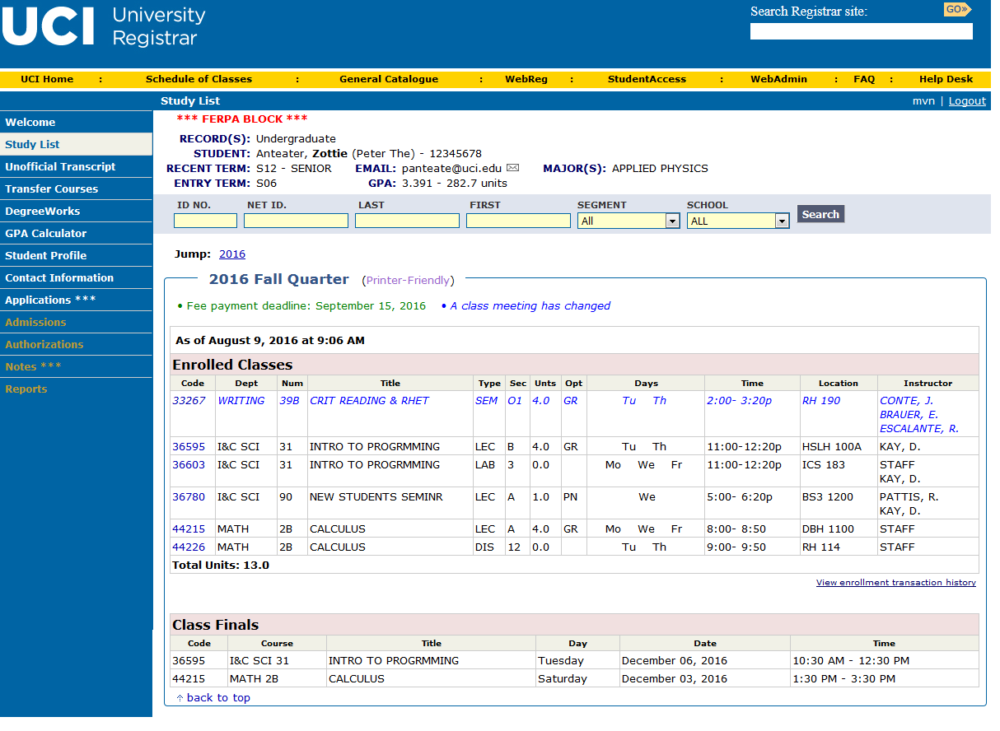 UCI University
Registrar
Search Registrar site: GO»
UCI Home : Schedule of Classes : General Catalogue : WebReg : StudentAccess : WebAdmin : FAQ : Help Desk
Study List mvn | Logout
Welcome
Study List
Unofficial Transcript
Transfer Courses
DegreeWorks
GPA Calculator
Student Profile
Contact Information
Applications ***
Admissions
Authorizations
Notes ***
Reports
*** FERPA BLOCK ***
RECORD(S): Undergraduate
STUDENT: Anteater, Zottie (Peter The) - 12345678
RECENT TERM: S12 - SENIOR EMAIL: panteate@uci.edu MAJOR(S): APPLIED PHYSICS
ENTRY TERM: S06 GPA: 3.391 - 282.7 units
ID NO. NET ID. LAST FIRST SEGMENT SCHOOL
All ALL Search
Jump: 2016
2016 Fall Quarter (Printer-Friendly)
• Fee payment deadline: September 15, 2016 • A class meeting has changed
As of August 9, 2016 at 9:06 AM
Enrolled Classes
Code Dept Num Title Type Sec Unts Opt Days Time Location Instructor
33267 WRITING 39B CRIT READING & RHET SEM O1 4.0 GR Tu Th 2:00- 3:20p RH 190 CONTE, J.
BRAUER, E.
ESCALANTE, R.
36595 I&C SCI 31 INTRO TO PROGRMMING LEC B 4.0 GR Tu Th 11:00-12:20p HSLH 100A KAY, D.
36603 I&C SCI 31 INTRO TO PROGRMMING LAB 3 0.0 Mo We Fr 11:00-12:20p ICS 183 STAFF
KAY, D.
36780 I&C SCI 90 NEW STUDENTS SEMINR LEC A 1.0 PN We 5:00- 6:20p BS3 1200 PATTIS, R.
KAY, D.
44215 MATH 2B CALCULUS LEC A 4.0 GR Mo We Fr 8:00- 8:50 DBH 1100 STAFF
44226 MATH 2B CALCULUS DIS 12 0.0 Tu Th 9:00- 9:50 RH 114 STAFF
Total Units: 13.0
View enrollment transaction history
Class Finals
Code Course Title Day Date Time
36595 I&C SCI 31 INTRO TO PROGRMMING Tuesday December 06, 2016 10:30 AM - 12:30 PM
44215 MATH 2B CALCULUS Saturday December 03, 2016 1:30 PM - 3:30 PM
↑ back to top